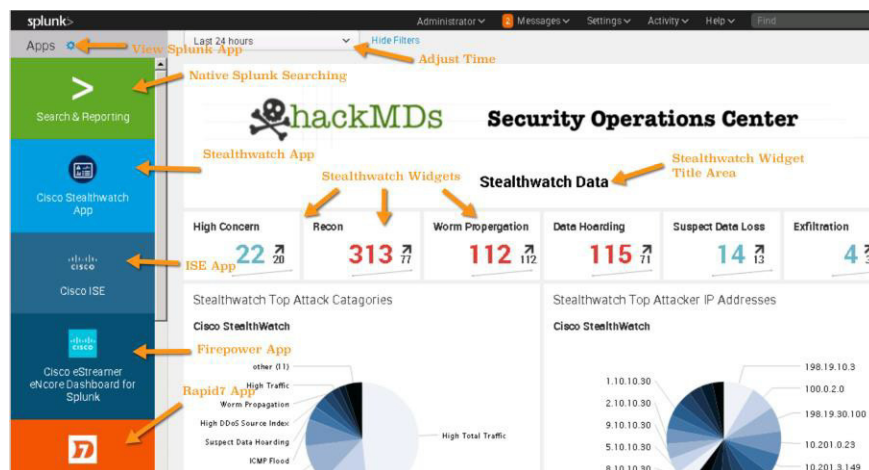 splunk>
Administrator
2 Messages
Settings
Activity
Help
Find
Apps
View Splunk App
Last 24 hours
Hide Filters
Adjust Time
Native Splunk Searching
Search & Reporting
hackMDs
Security Operations Center
Stealthwatch App
Stealthwatch Widgets
Stealthwatch Data
Stealthwatch Widget
Title Area
Cisco Stealthwatch
App
High Concern
22
20
Recon
313
77
Worm Propergation
112
112
Data Hoarding
115
71
Suspect Data Loss
14
13
Exfiltration
4
ISE App
CISCO
Cisco ISE
Stealthwatch Top Attack Catagories
Stealthwatch Top Attacker IP Addresses
Cisco StealthWatch
Cisco StealthWatch
Firepower App
CISCO
Cisco eStreamer
eNcore Dashboard for
Splunk
Rapid7 App
other (11)
High Traffic
Worm Propagation
High DDoS Source Index
Suspect Data Hoarding
ICMP Flood
High Total Traffic
1.10.10.30
2.10.10.30
9.10.10.30
5.10.10.30
8.10.10.30
198.19.10.3
100.0.2.0
198.19.30.100
10.201.0.23
10.201.3.149